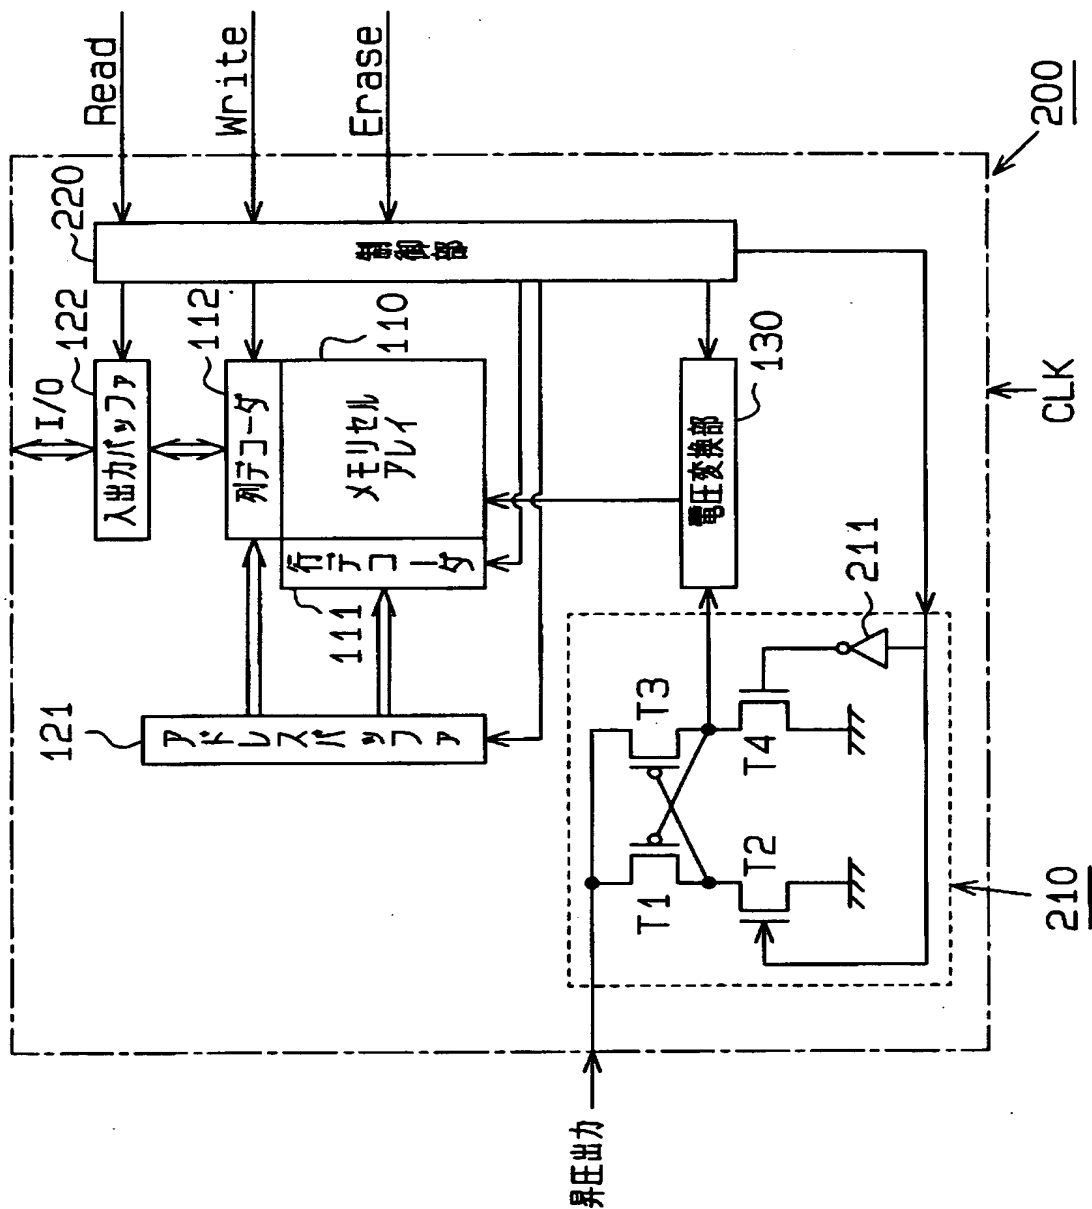 Read
Write
Erase
200
220
制御部
122
I/O
入出力バッファ
112
列デコーダ
110
メモリセル
アレイ
行デコーダ
111
121
アドレスバッファ
130
電圧変換部
CLK
211
T3
T4
T1
T2
210
昇圧出力